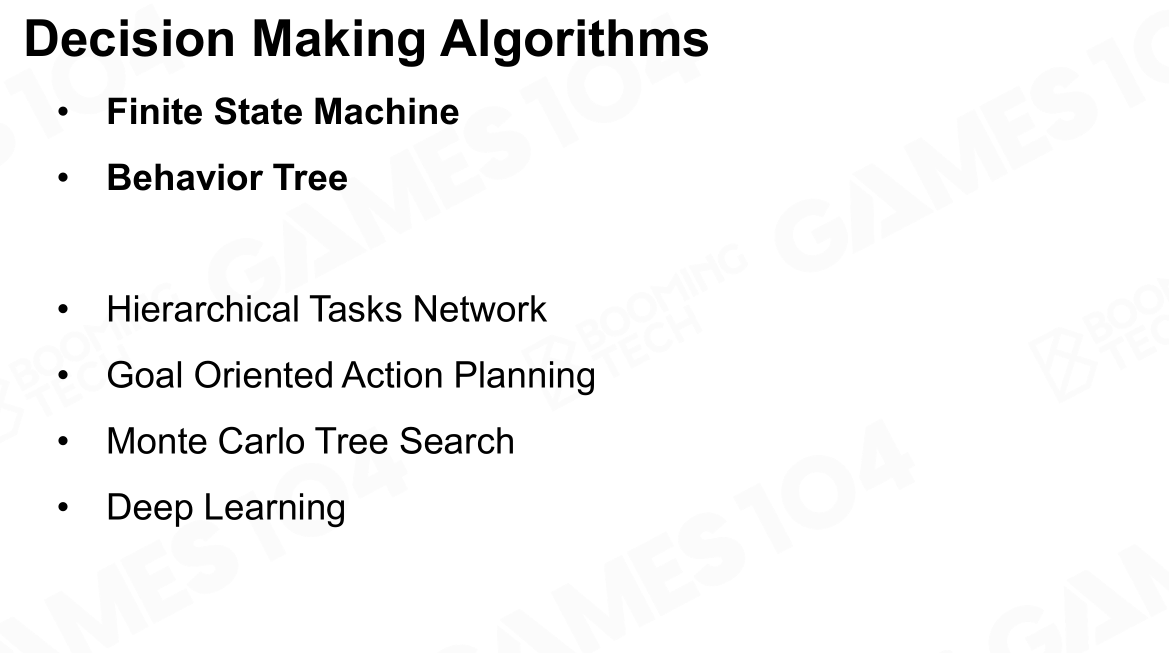 Decision Making Algorithms
• Finite State Machine
• Behavior Tree
• Hierarchical Tasks Network
• Goal Oriented Action Planning
• Monte Carlo Tree Search
• Deep Learning
GAMES104
BOOMING
TECH